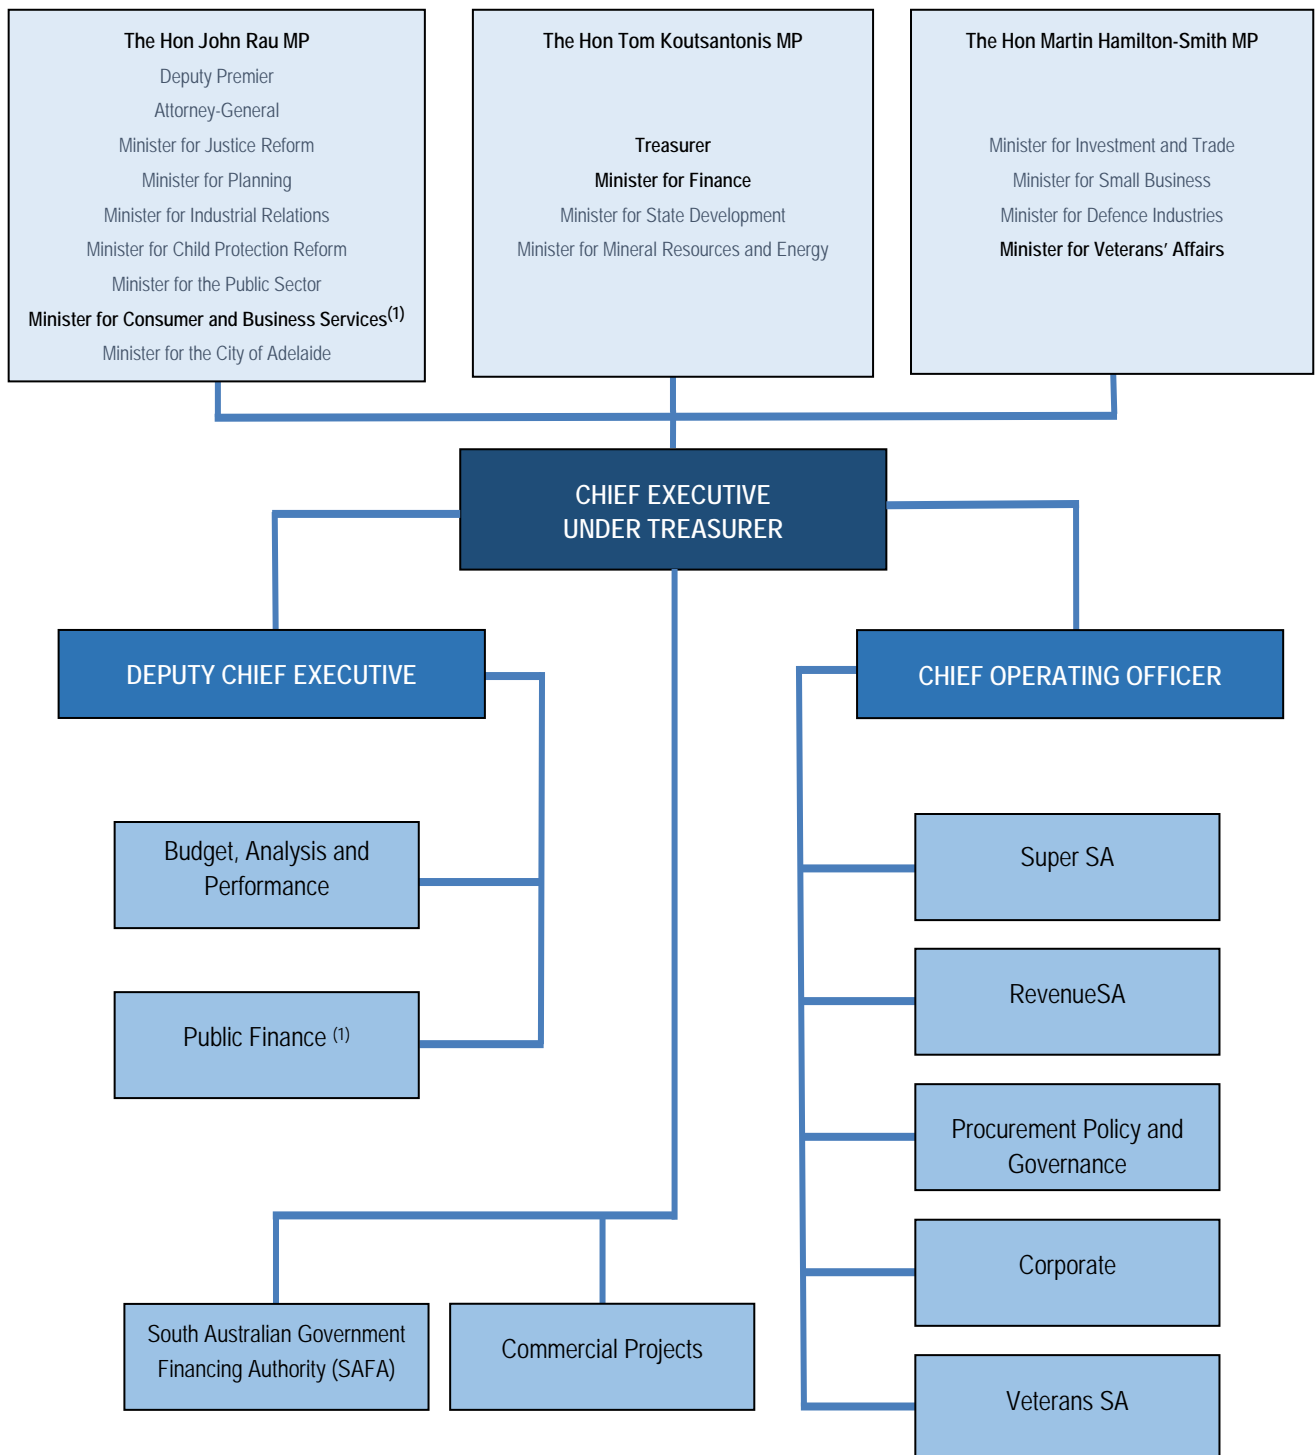 The Hon John Rau MP
Deputy Premier
Attorney-General
Minister for Justice Reform
Minister for Planning
Minister for Industrial Relations
Minister for Child Protection Reform
Minister for the Public Sector
Minister for Consumer and Business Services(1)
Minister for the City of Adelaide
The Hon Tom Koutsantonis MP
Treasurer
Minister for Finance
Minister for State Development
Minister for Mineral Resources and Energy
The Hon Martin Hamilton-Smith MP
Minister for Investment and Trade
Minister for Small Business
Minister for Defence Industries
Minister for Veterans' Affairs
CHIEF EXECUTIVE
UNDER TREASURER
DEPUTY CHIEF EXECUTIVE
Budget, Analysis and
Performance
Public Finance (1)
South Australian Government
Financing Authority (SAFA)
Commercial Projects
CHIEF OPERATING OFFICER
Super SA
RevenueSA
Procurement Policy and
Governance
Corporate
Veterans SA